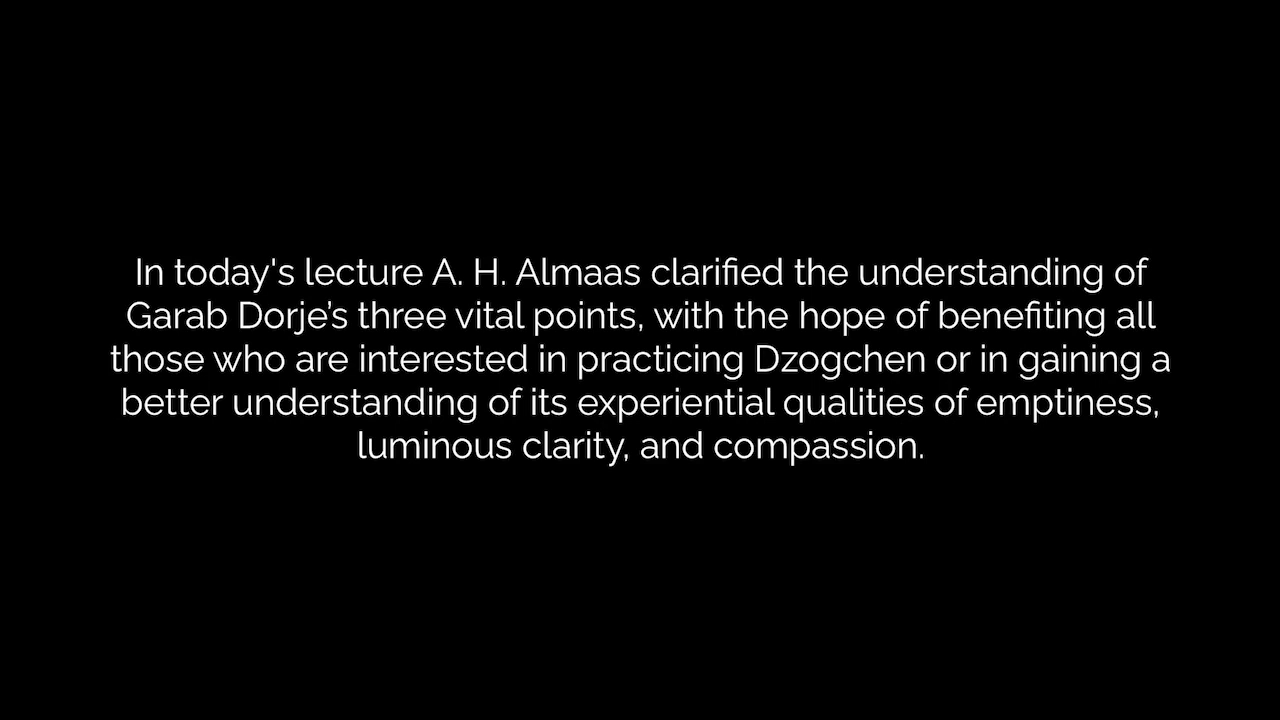 In today's lecture A. H. Almaas clarified the understanding of
Garab Dorje’s three vital points, with the hope of benefiting all
those who are interested in practicing Dzogchen or in gaining a
better understanding of its experiential qualities of emptiness,
luminous clarity, and compassion.